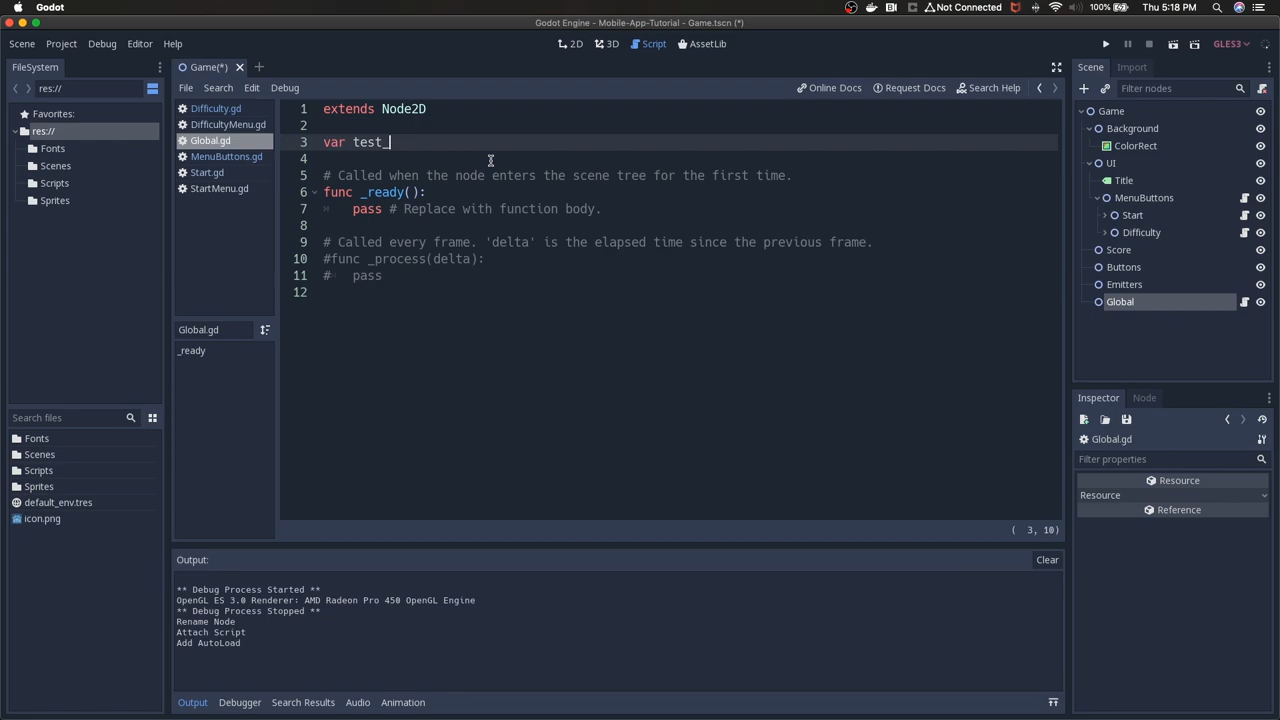 Godot
Not Connected
100%
Thu 5:18 PM
Godot Engine - Mobile-App-Tutorial - Game.tscn (*)
Scene Project Debug Editor Help
2D 3D Script AssetLib
GLES3
FileSystem
res://
Favorites:
res://
Fonts
Scenes
Scripts
Sprites
Search files
Fonts
Scenes
Scripts
Sprites
default_env.tres
icon.png
Game(*)
File Search Edit Debug
Online Docs Request Docs Search Help
Difficulty.gd
DifficultyMenu.gd
Global.gd
MenuButtons.gd
Start.gd
StartMenu.gd
Global.gd
_ready
1 extends Node2D
2
3 var test_
4
5 # Called when the node enters the scene tree for the first time.
6 func _ready():
7 pass # Replace with function body.
8
9 # Called every frame. 'delta' is the elapsed time since the previous frame.
10 #func _process(delta):
11 # pass
12
( 3, 10)
Output:
Clear
** Debug Process Started **
OpenGL ES 3.0 Renderer: AMD Radeon Pro 450 OpenGL Engine
** Debug Process Stopped **
Rename Node
Attach Script
Add AutoLoad
Output Debugger Search Results Audio Animation
Scene Import
Filter nodes
Game
Background
ColorRect
UI
Title
MenuButtons
Start
Difficulty
Score
Buttons
Emitters
Global
Inspector Node
Global.gd
Filter properties
Resource
Resource
Reference